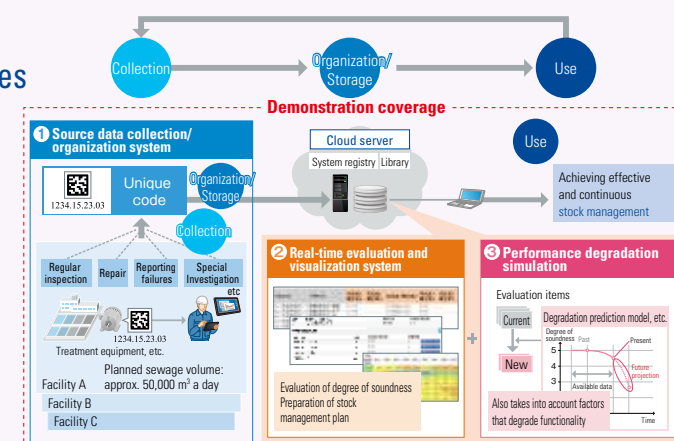 es
Collection
Organization/
Storage
Use
Demonstration coverage
1 Source data collection/
organization system
Unique
code
1234.15.23.03
Organization/
Storage
Collection
Regular
inspection
Repair
Reporting
failures
Special
Investigation
etc
1234.15.23.03
Treatment equipment, etc.
Planned sewage volume:
Facility A approx. 50,000 m³ a day
Facility B
Facility C
Cloud server
System registry
Library
Use
Achieving effective
and continuous
stock management
2 Real-time evaluation and
visualization system
Evaluation of degree of soundness
Preparation of stock
management plan
+
3 Performance degradation
simulation
Evaluation items
Current
New
Degradation prediction model, etc.
Degree of
soundness
Past
Present
5
4
3
Future
projection
Available data
Time
Also takes into account factors
that degrade functionality